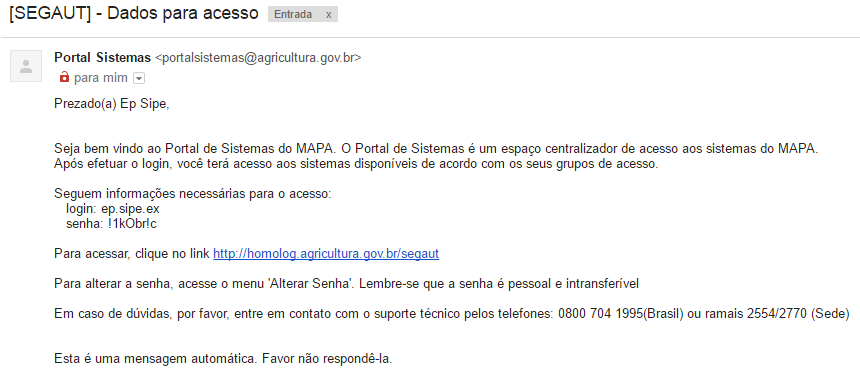 [SEGAUT] - Dados para acesso Entrada x
Portal Sistemas <portalsistemas@agricultura.gov.br>
para mim
Prezado(a) Ep Sipe,
Seja bem vindo ao Portal de Sistemas do MAPA. O Portal de Sistemas é um espaço centralizador de acesso aos sistemas do MAPA.
Após efetuar o login, você terá acesso aos sistemas disponíveis de acordo com os seus grupos de acesso.
Seguem informações necessárias para o acesso:
login: ep.sipe.ex
senha: !1kObr!c
Para acessar, clique no link http://homolog.agricultura.gov.br/segaut
Para alterar a senha, acesse o menu 'Alterar Senha'. Lembre-se que a senha é pessoal e intransferível
Em caso de dúvidas, por favor, entre em contato com o suporte técnico pelos telefones: 0800 704 1995(Brasil) ou ramais 2554/2770 (Sede)
Esta é uma mensagem automática. Favor não respondê-la.